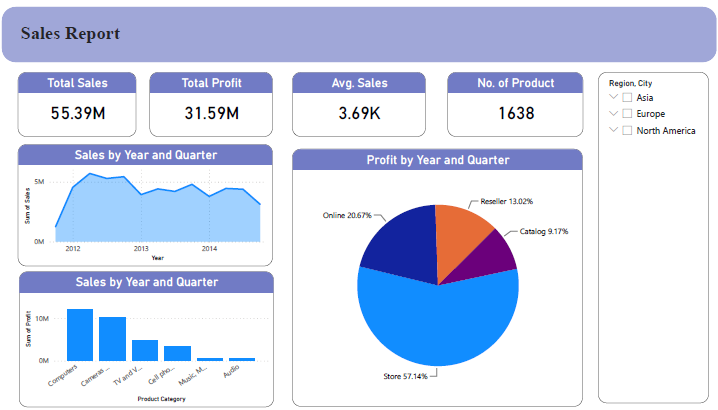 Sales Report
Total Sales
55.39M
Total Profit
31.59M
Avg. Sales
3.69K
No. of Product
1638
Region, City
Asia
Europe
North America
Sales by Year and Quarter
Sum of Sales
5M
0M
2012 2013 2014
Year
Profit by Year and Quarter
Reseller 13.02%
Online 20.67%
Catalog 9.17%
Store 57.14%
Sales by Year and Quarter
Sum of Profit
10M
0M
Computers
Cameras ...
TV and V...
Cell pho...
Music, M...
Audio
Product Category